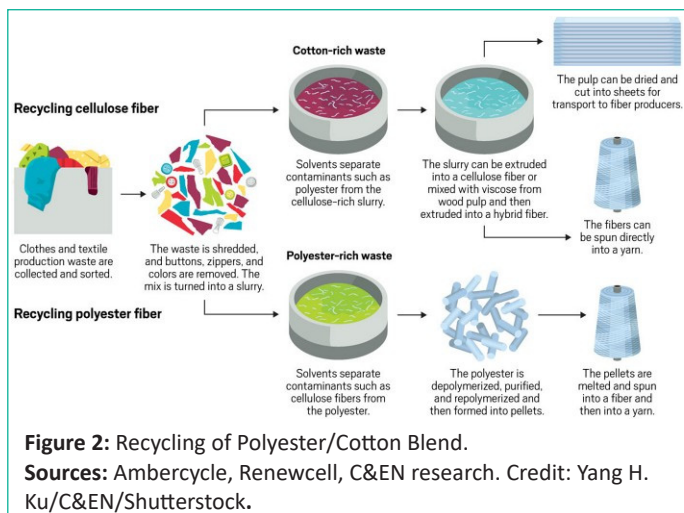 Cotton-rich waste
The pulp can be dried and
cut into sheets for
transport to fiber producers.
Recycling cellulose fiber
Solvents separate
contaminants such as
polyester from the
cellulose-rich slurry.
The slurry can be extruded
into a cellulose fiber or
mixed with viscose from
wood pulp and then
extruded into a hybrid fiber.
The fibers can
be spun directly
into a yarn.
Clothes and textile
production waste are
collected and sorted.
The waste is shredded,
and buttons, zippers, and
colors are removed. The
mix is turned into a slurry.
Polyester-rich waste
Recycling polyester fiber
Solvents separate
contaminants such as
cellulose fibers from
the polyester.
The polyester is
depolymerized, purified,
and repolymerized and
then formed into pellets.
The pellets are
melted and spun
into a fiber and
then into a yarn.
Figure 2: Recycling of Polyester/Cotton Blend.
Sources: Ambercycle, Renewcell, C&EN research. Credit: Yang H.
Ku/C&EN/Shutterstock.